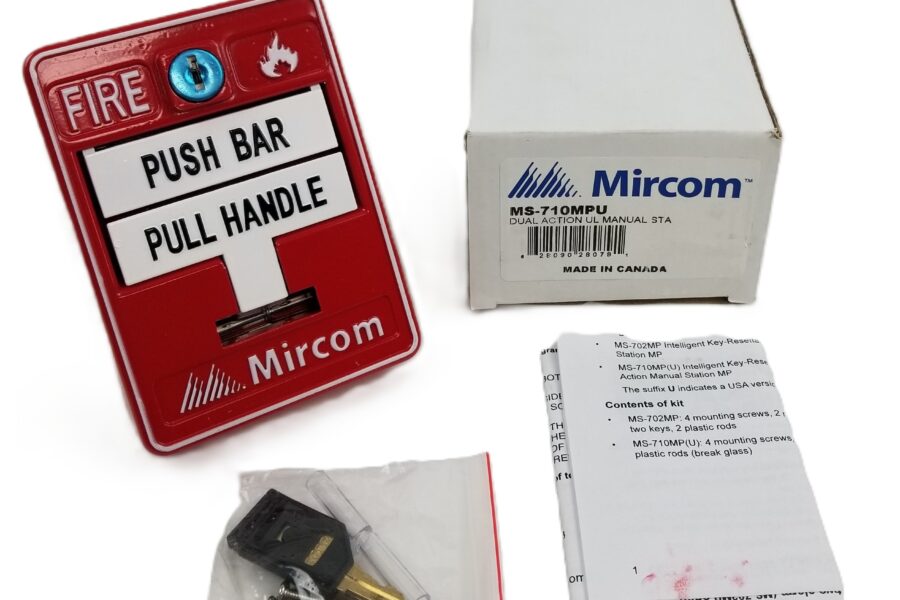 FIRE
PUSH BAR
PULL HANDLE
Mircom
Mircom™
MS-710MPU
DUAL ACTION UL MANUAL STA
MADE IN CANADA
• MS-702MP Intelligent Key-Rese
Station MP
• MS-710MP(U) Intelligent Key-Rese
Action Manual Station MP
The suffix U indicates a USA versi
Contents of kit
• MS-702MP: 4 mounting screws, 2
two keys, 2 plastic rods
• MS-710MP(U): 4 mounting screws,
plastic rods (break glass)
1